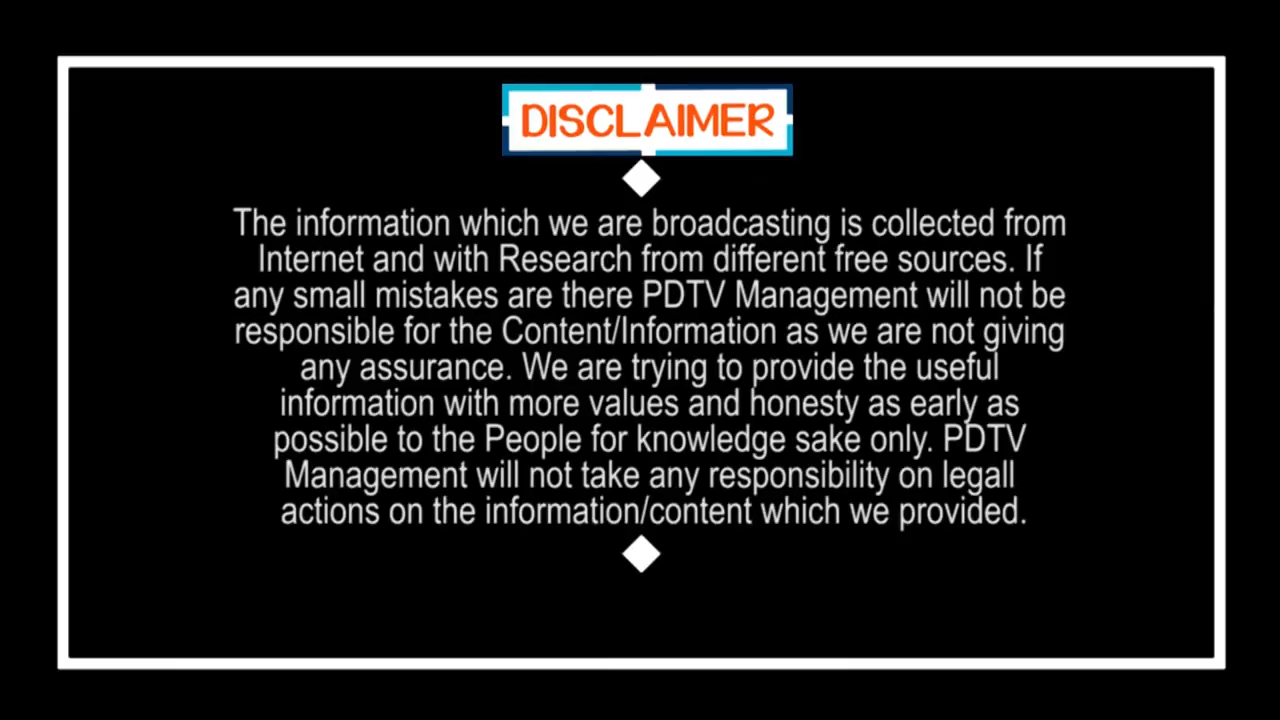 DISCLAIMER
The information which we are broadcasting is collected from
Internet and with Research from different free sources. If
any small mistakes are there PDTV Management will not be
responsible for the Content/Information as we are not giving
any assurance. We are trying to provide the useful
information with more values and honesty as early as
possible to the People for knowledge sake only. PDTV
Management will not take any responsibility on legall
actions on the information/content which we provided.